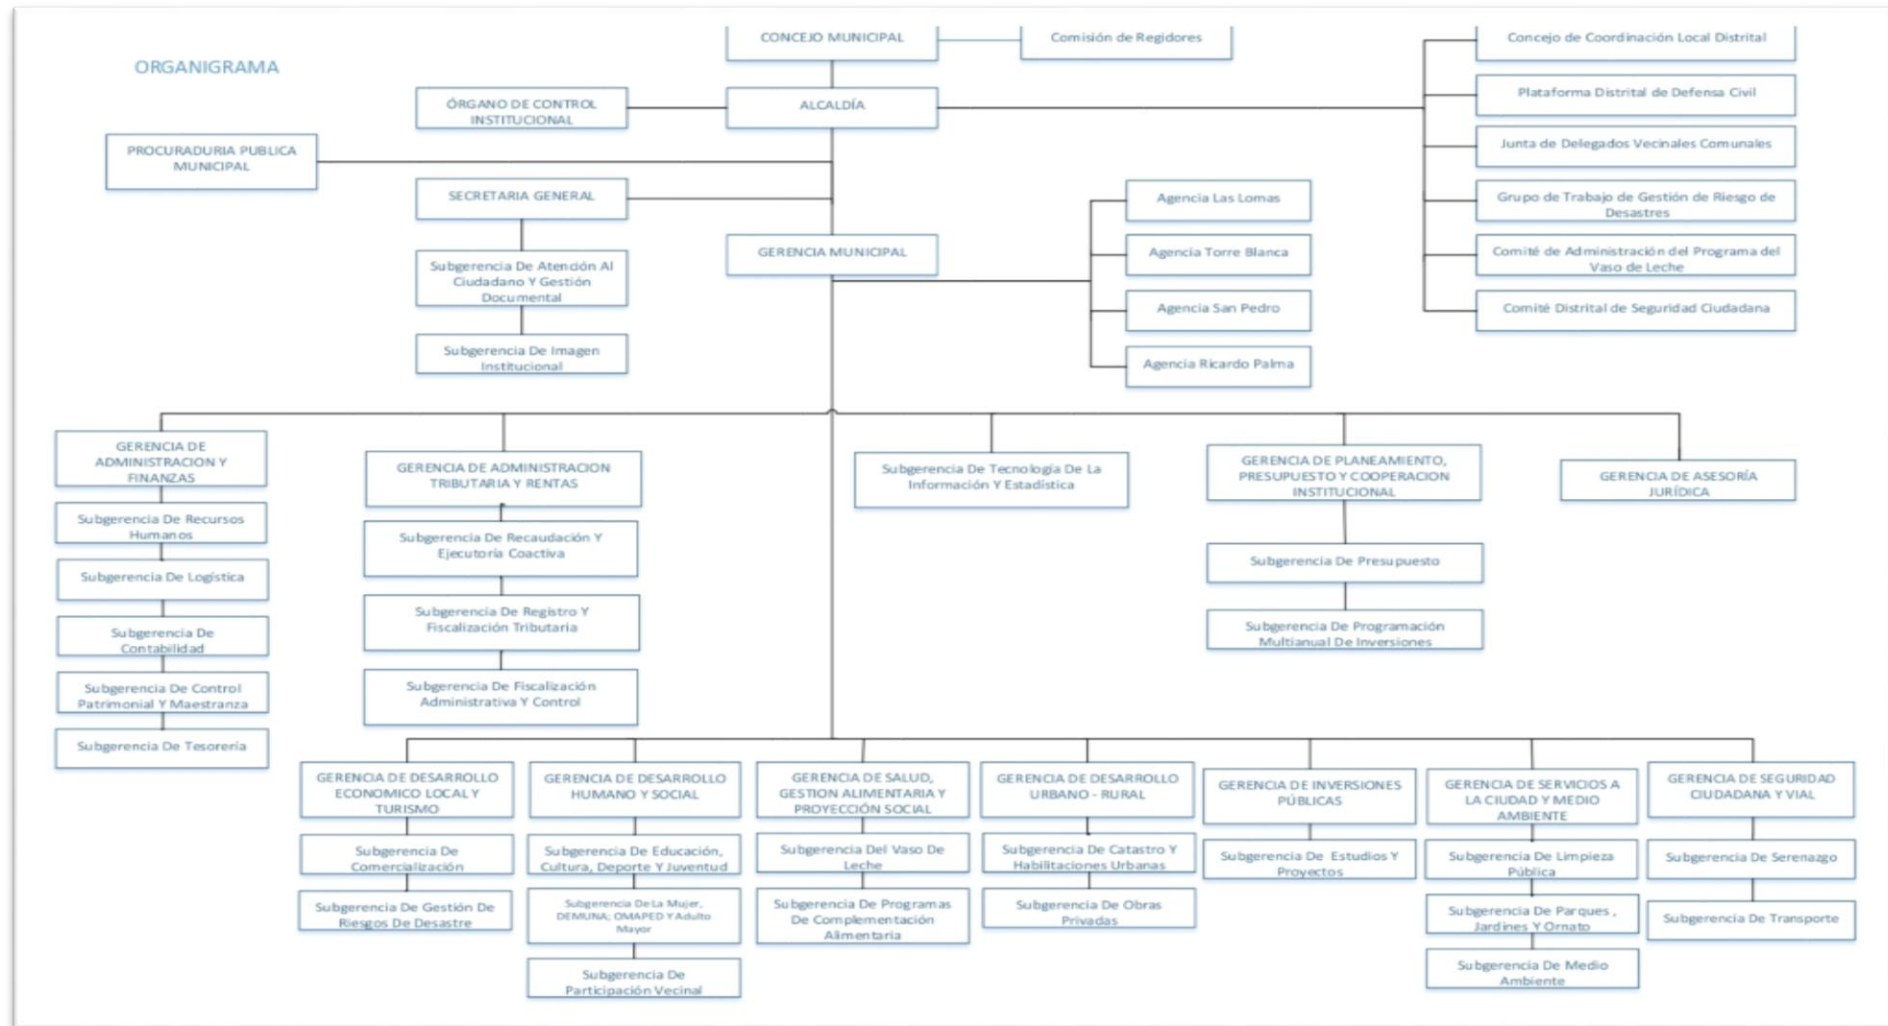 CONCEJO MUNICIPAL
Comisión de Regidores
Concejo de Coordinación Local Distrital
ORGANIGRAMA
Plataforma Distrital de Defensa Civil
ÓRGANO DE CONTROL
INSTITUCIONAL
ALCALDÍA
PROCURADURIA PUBLICA
MUNICIPAL
Junta de Delegados Vecinales Comunales
SECRETARIA GENERAL
Agencia Las Lomas
Grupo de Trabajo de Gestión de Riesgo de
Desastres
GERENCIA MUNICIPAL
Agencia Torre Blanca
Comité de Administración del Programa del
Vaso de Leche
Subgerencia De Atención Al
Ciudadano Y Gestión
Documental
Agencia San Pedro
Comité Distrital de Seguridad Ciudadana
Subgerencia De Imagen
Institucional
Agencia Ricardo Palma
GERENCIA DE
ADMINISTRACION Y
FINANZAS
GERENCIA DE ADMINISTRACION
TRIBUTARIA Y RENTAS
Subgerencia De Tecnología De La
Información Y Estadística
GERENCIA DE PLANEAMIENTO,
PRESUPUESTO Y COOPERACION
INSTITUCIONAL
GERENCIA DE ASESORÍA
JURÍDICA
Subgerencia De Recursos
Humanos
Subgerencia De Recaudación Y
Ejecutoría Coactiva
Subgerencia De Presupuesto
Subgerencia De Logística
Subgerencia De Registro Y
Fiscalización Tributaria
Subgerencia De Programación
Multianual De Inversiones
Subgerencia De
Contabilidad
Subgerencia De Fiscalización
Administrativa Y Control
Subgerencia De Control
Patrimonial Y Maestranza
Subgerencia De Tesorería
GERENCIA DE DESARROLLO
ECONOMICO LOCAL Y
TURISMO
GERENCIA DE DESARROLLO
HUMANO Y SOCIAL
GERENCIA DE SALUD,
GESTION ALIMENTARIA Y
PROYECCIÓN SOCIAL
GERENCIA DE DESARROLLO
URBANO - RURAL
GERENCIA DE INVERSIONES
PÚBLICAS
GERENCIA DE SERVICIOS A
LA CIUDAD Y MEDIO
AMBIENTE
GERENCIA DE SEGURIDAD
CIUDADANA Y VIAL
Subgerencia De
Comercialización
Subgerencia De Educación,
Cultura, Deporte Y Juventud
Subgerencia Del Vaso De
Leche
Subgerencia De Catastro Y
Habilitaciones Urbanas
Subgerencia De Estudios Y
Proyectos
Subgerencia De Limpieza
Pública
Subgerencia De Serenazgo
Subgerencia De Gestión De
Riesgos De Desastre
Subgerencia De La Mujer,
DEMUNA; OMAPED Y Adulto
Mayor
Subgerencia De Programas
De Complementación
Alimentaria
Subgerencia De Obras
Privadas
Subgerencia De Parques ,
Jardines Y Ornato
Subgerencia De Transporte
Subgerencia De
Participación Vecinal
Subgerencia De Medio
Ambiente